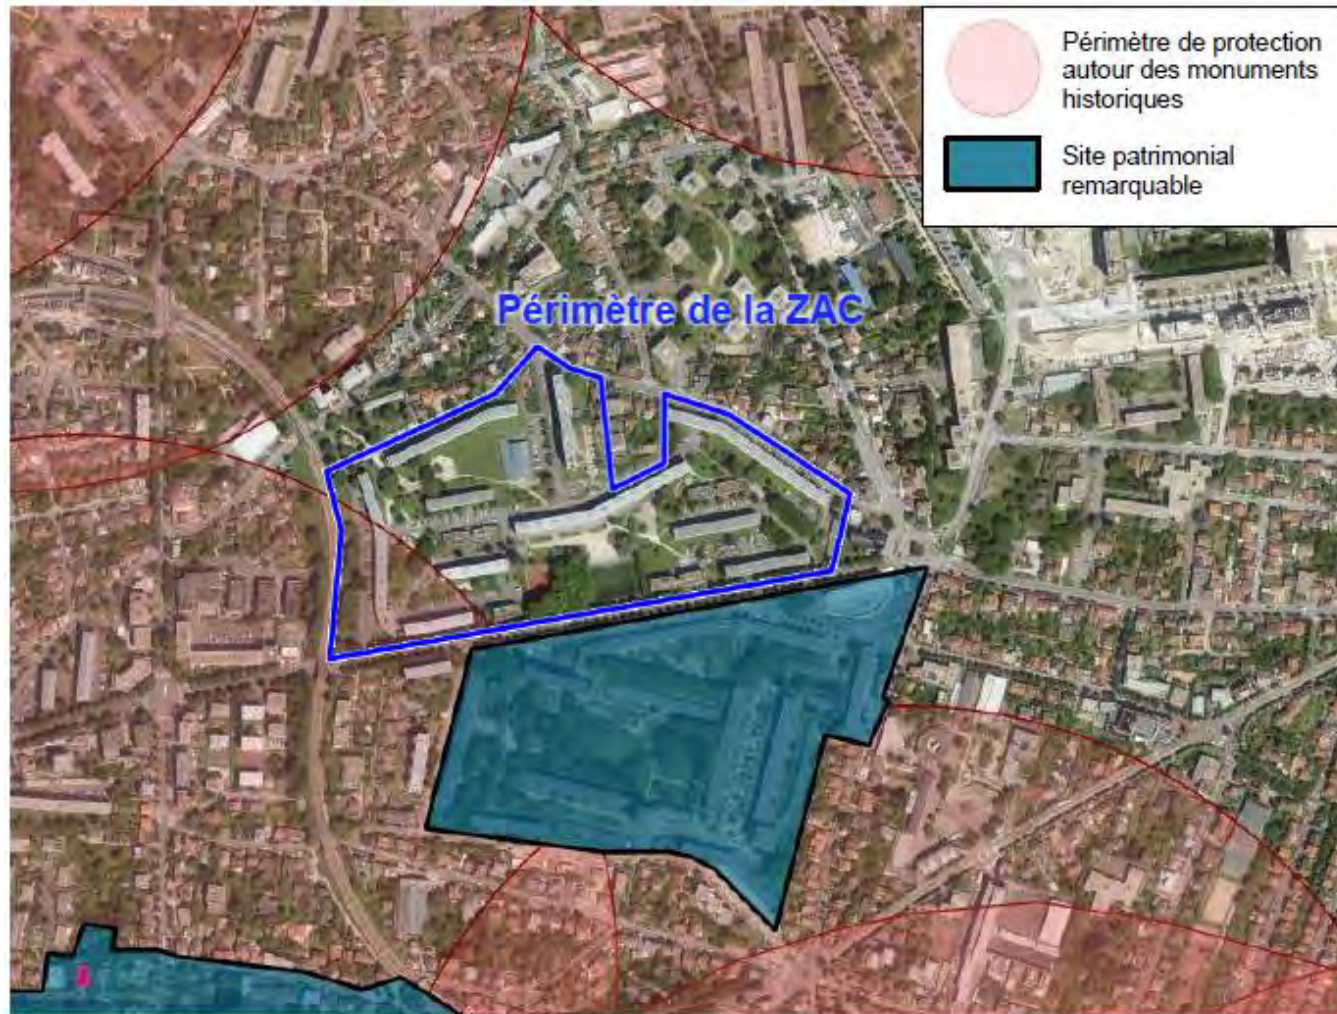 Périmètre de protection
autour des monuments
historiques
Site patrimonial
remarquable
Périmètre de la ZAC